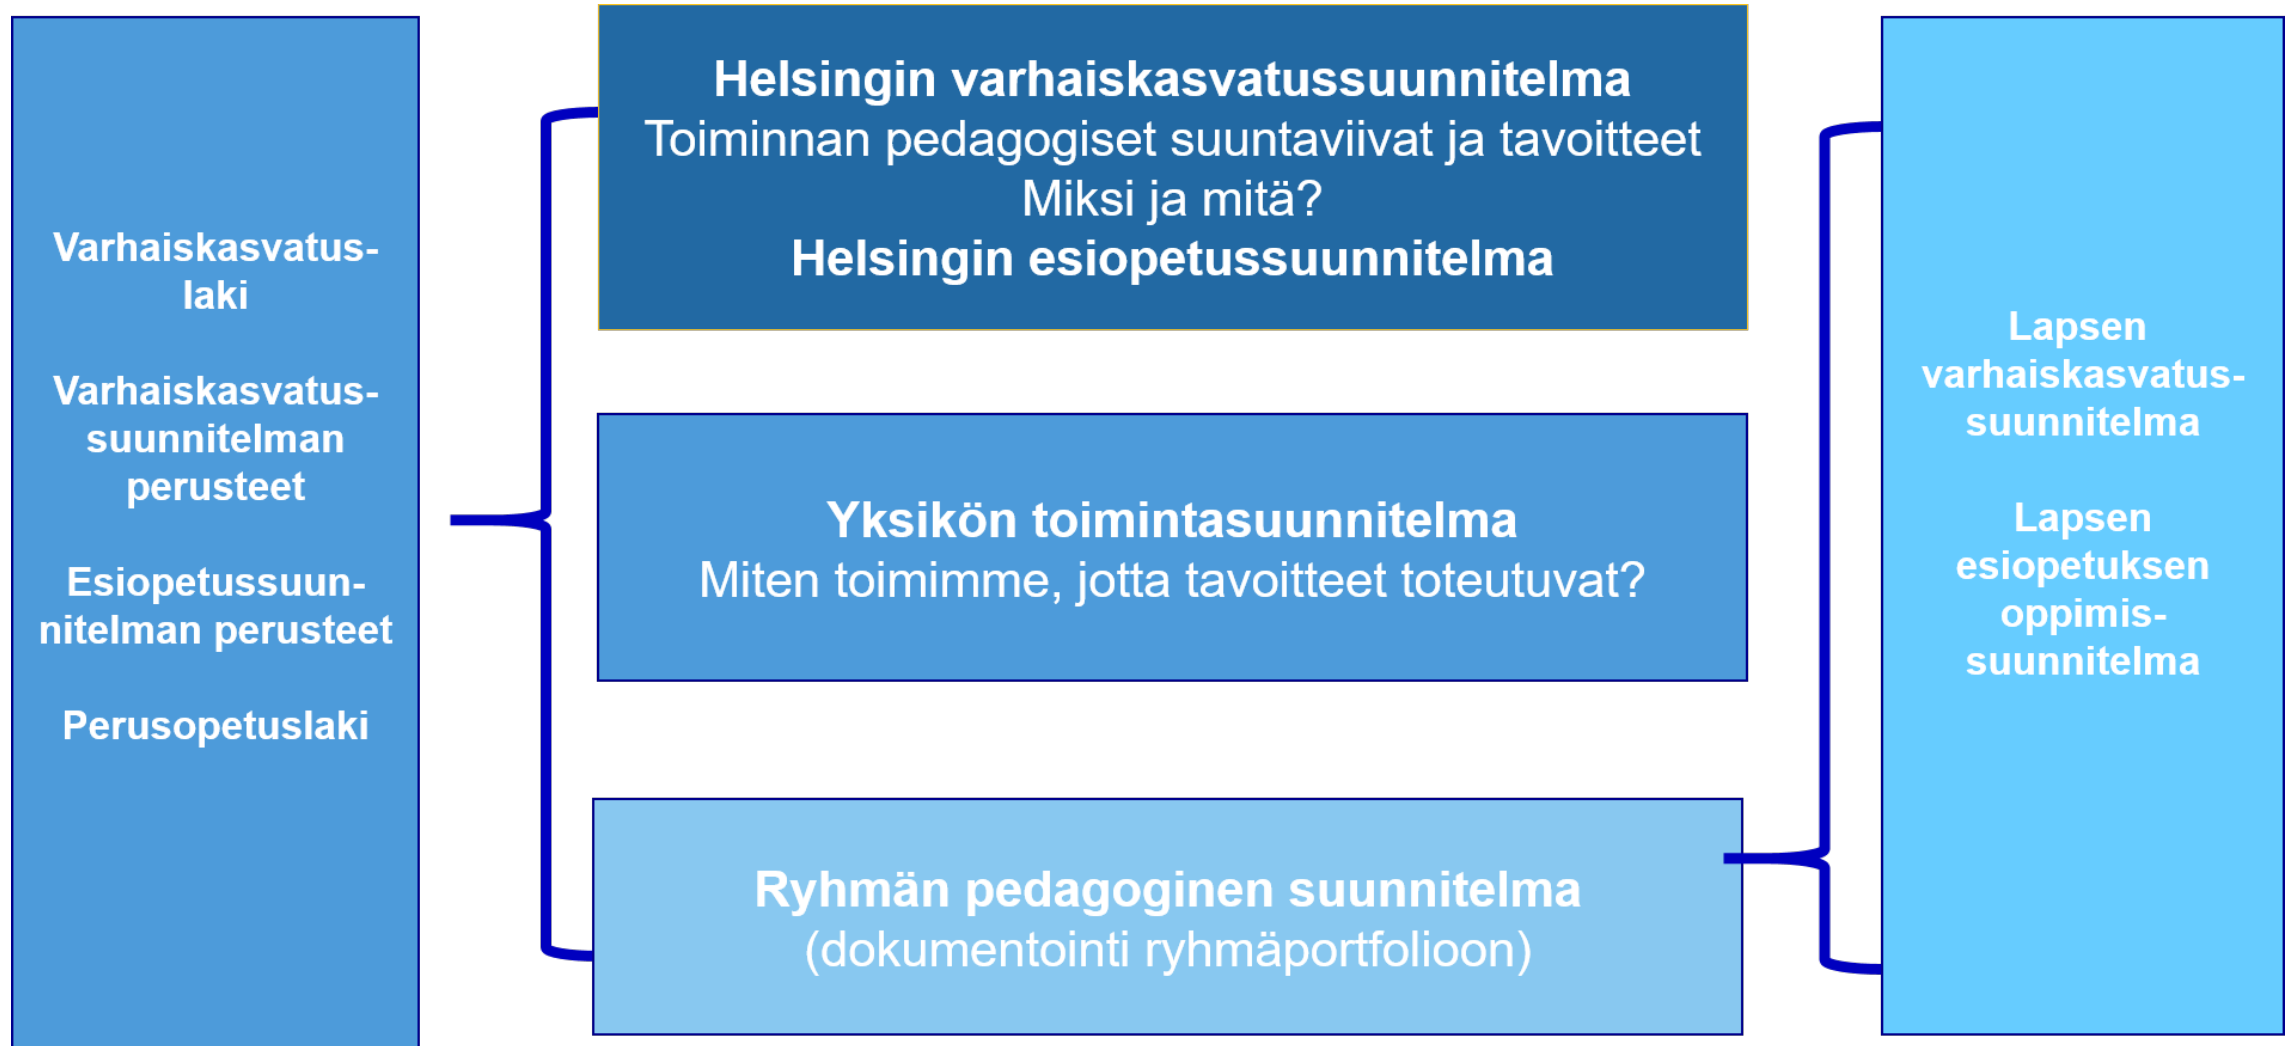 Varhaiskasvatus-
laki
Varhaiskasvatus-
suunnitelman
perusteet
Esiopetussuun-
nitelman perusteet
Perusopetuslaki
Helsingin varhaiskasvatussuunnitelma
Toiminnan pedagogiset suuntaviivat ja tavoitteet
Miksi ja mitä?
Helsingin esiopetussuunnitelma
Yksikön toimintasuunnitelma
Miten toimimme, jotta tavoitteet toteutuvat?
Ryhmän pedagoginen suunnitelma
(dokumentointi ryhmäportfolioon)
Lapsen
varhaiskasvatus-
suunnitelma
Lapsen
esiopetuksen
oppimis-
suunnitelma